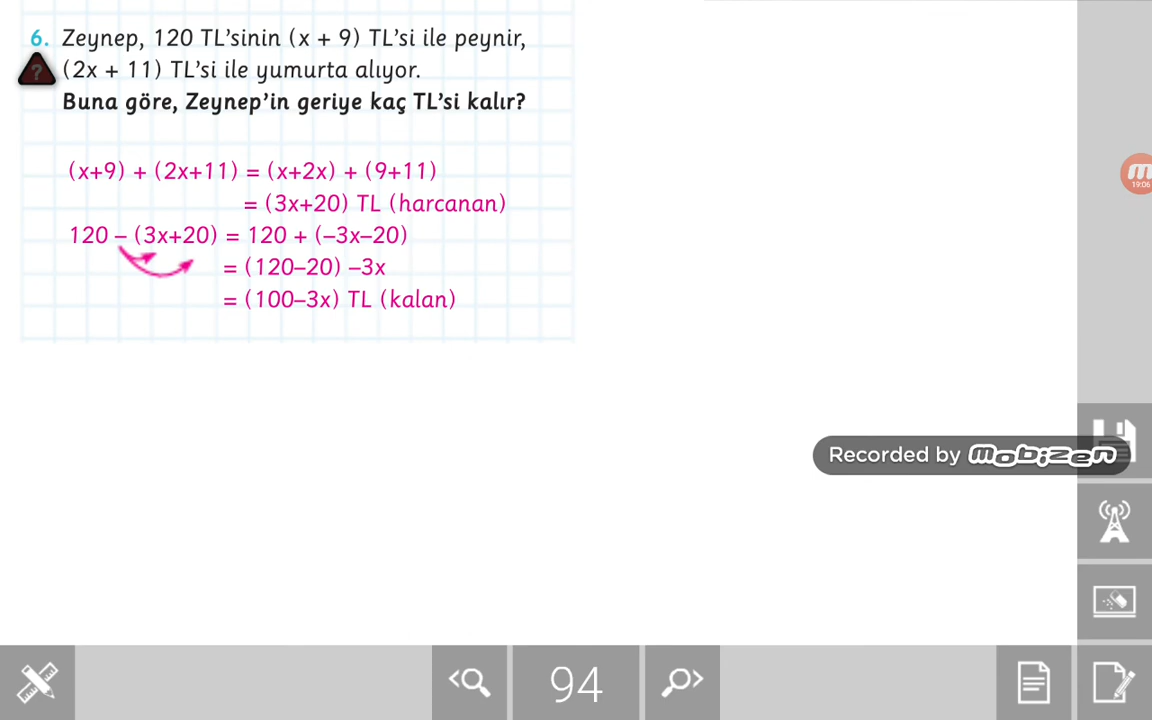 6. Zeynep, 120 TL'sinin (x + 9) TL'si ile peynir,
? (2x + 11) TL'si ile yumurta alıyor.
Buna göre, Zeynep'in geriye kaç TL'si kalır?
(x+9) + (2x+11) = (x+2x) + (9+11)
= (3x+20) TL (harcanan)
120 – (3x+20) = 120 + (–3x–20)
= (120–20) –3x
= (100–3x) TL (kalan)
m
19:06
Recorded by mobizen
94